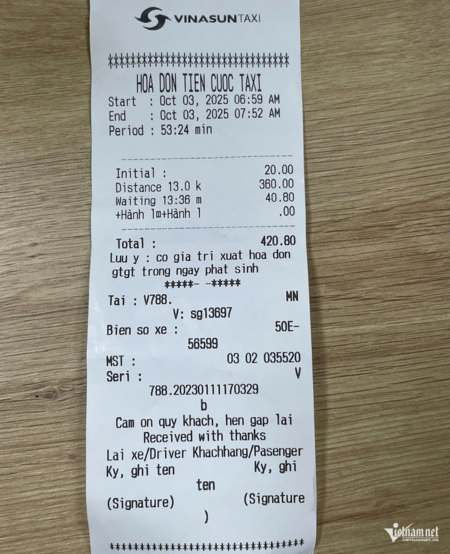 VINASUNTAXI
HOA DON TIEN CUOC TAXI
Start : Oct 03, 2025 06:59 AM
End : Oct 03, 2025 07:52 AM
Period : 53:24 min
Initial : 20.00
Distance 13.0 k 360.00
Waiting 13:36 m 40.80
+Hành lm+Hành l .00
Total : 420.80
Luu y : co gia tri xuat hoa don
gtgt trong ngay phat sinh
*****- -*****
Tai : V788. MN
V: sg13697
Bien so xe : 50E-
56599
MST : 03 02 035520
Seri : V
788.20230111170329
b
Cam on quy khach, hen gap lai
Received with thanks
Lai xe/Driver Khachhang/Pasenger
Ky, ghi ten Ky, ghi
ten
(Signature) (Signature
)
vietnamnet